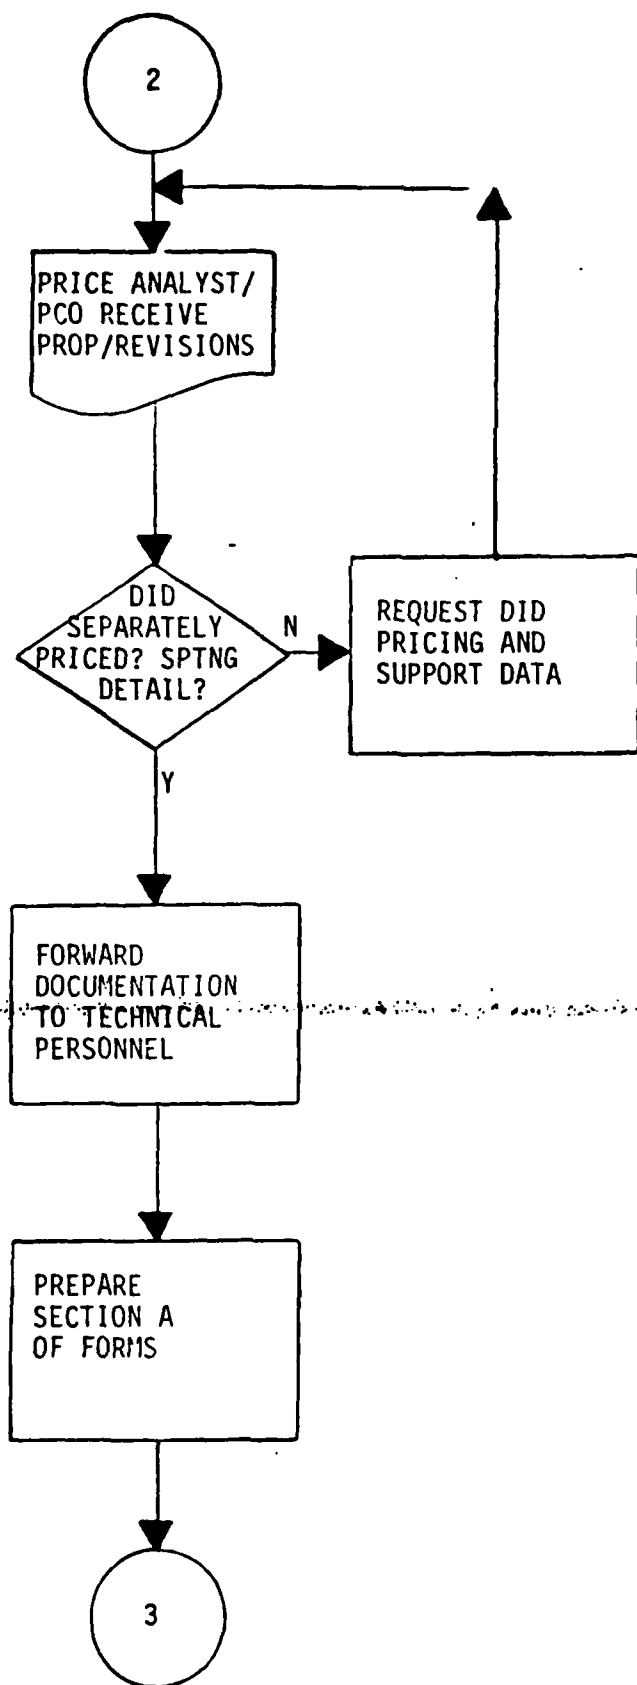 2
PRICE ANALYST/
PCO RECEIVE
PROP/REVISIONS
DID
SEPARATELY
PRICED? SPTNG
DETAIL?
N
REQUEST DID
PRICING AND
SUPPORT DATA
Y
FORWARD
DOCUMENTATION
TO TECHNICAL
PERSONNEL
PREPARE
SECTION A
OF FORMS
3